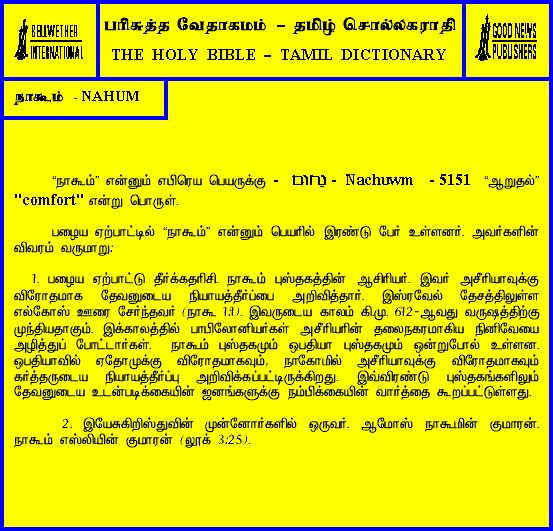 BELLWETHER
INTERNATIONAL
பரிசுத்த வேதாகமம் – தமிழ் சொல்லகராதி
THE HOLY BIBLE – TAMIL DICTIONARY
GOOD NEWS
PUBLISHERS
நாகூம் - NAHUM
“நாகூம்” என்னும் எபிரெய பெயருக்கு - - Nachuwm - 5151 “ஆறுதல்”
"comfort" என்று பொருள்.
பழைய ஏற்பாட்டில் “நாகூம்” என்னும் பெயரில் இரண்டு பேர் உள்ளனர். அவர்களின்
விவரம் வருமாறு:
1. பழைய ஏற்பாட்டு தீர்க்கதரிசி. நாகூம் புஸ்தகத்தின் ஆசிரியர். இவர் அசீரியாவுக்கு
விரோதமாக தேவனுடைய நியாயத்தீர்ப்பை அறிவித்தார். இஸ்ரவேல் தேசத்திலுள்ள
எல்கோஸ் ஊரை சேர்ந்தவர் (நாகூ 1:1). இவருடைய காலம் கி.மு. 612-ஆவது வருஷத்திற்கு
முந்தியதாகும். இக்காலத்தில் பாபிலோனியர்கள் அசீரியரின் தலைநகரமாகிய நினிவேயை
அழித்துப் போட்டார்கள். நாகூம் புஸ்தகமும் ஒபதியா புஸ்தகமும் ஒன்றுபோல் உள்ளன.
ஒபதியாவில் ஏதோமுக்கு விரோதமாகவும், நாகோமில் அசீரியாவுக்கு விரோதமாகவும்
கர்த்தருடைய நியாயத்தீர்ப்பு அறிவிக்கப்பட்டிருக்கிறது. இவ்விரண்டு புஸ்தகங்களிலும்
தேவனுடைய உடன்படிக்கையின் ஜனங்களுக்கு நம்பிக்கையின் வார்த்தை கூறப்பட்டுள்ளது.
2. இயேசுகிறிஸ்துவின் முன்னோர்களில் ஒருவர். ஆமோஸ் நாகூமின் குமாரன்.
நாகூம் எஸ்லியின் குமாரன் (லூக் 3:25).